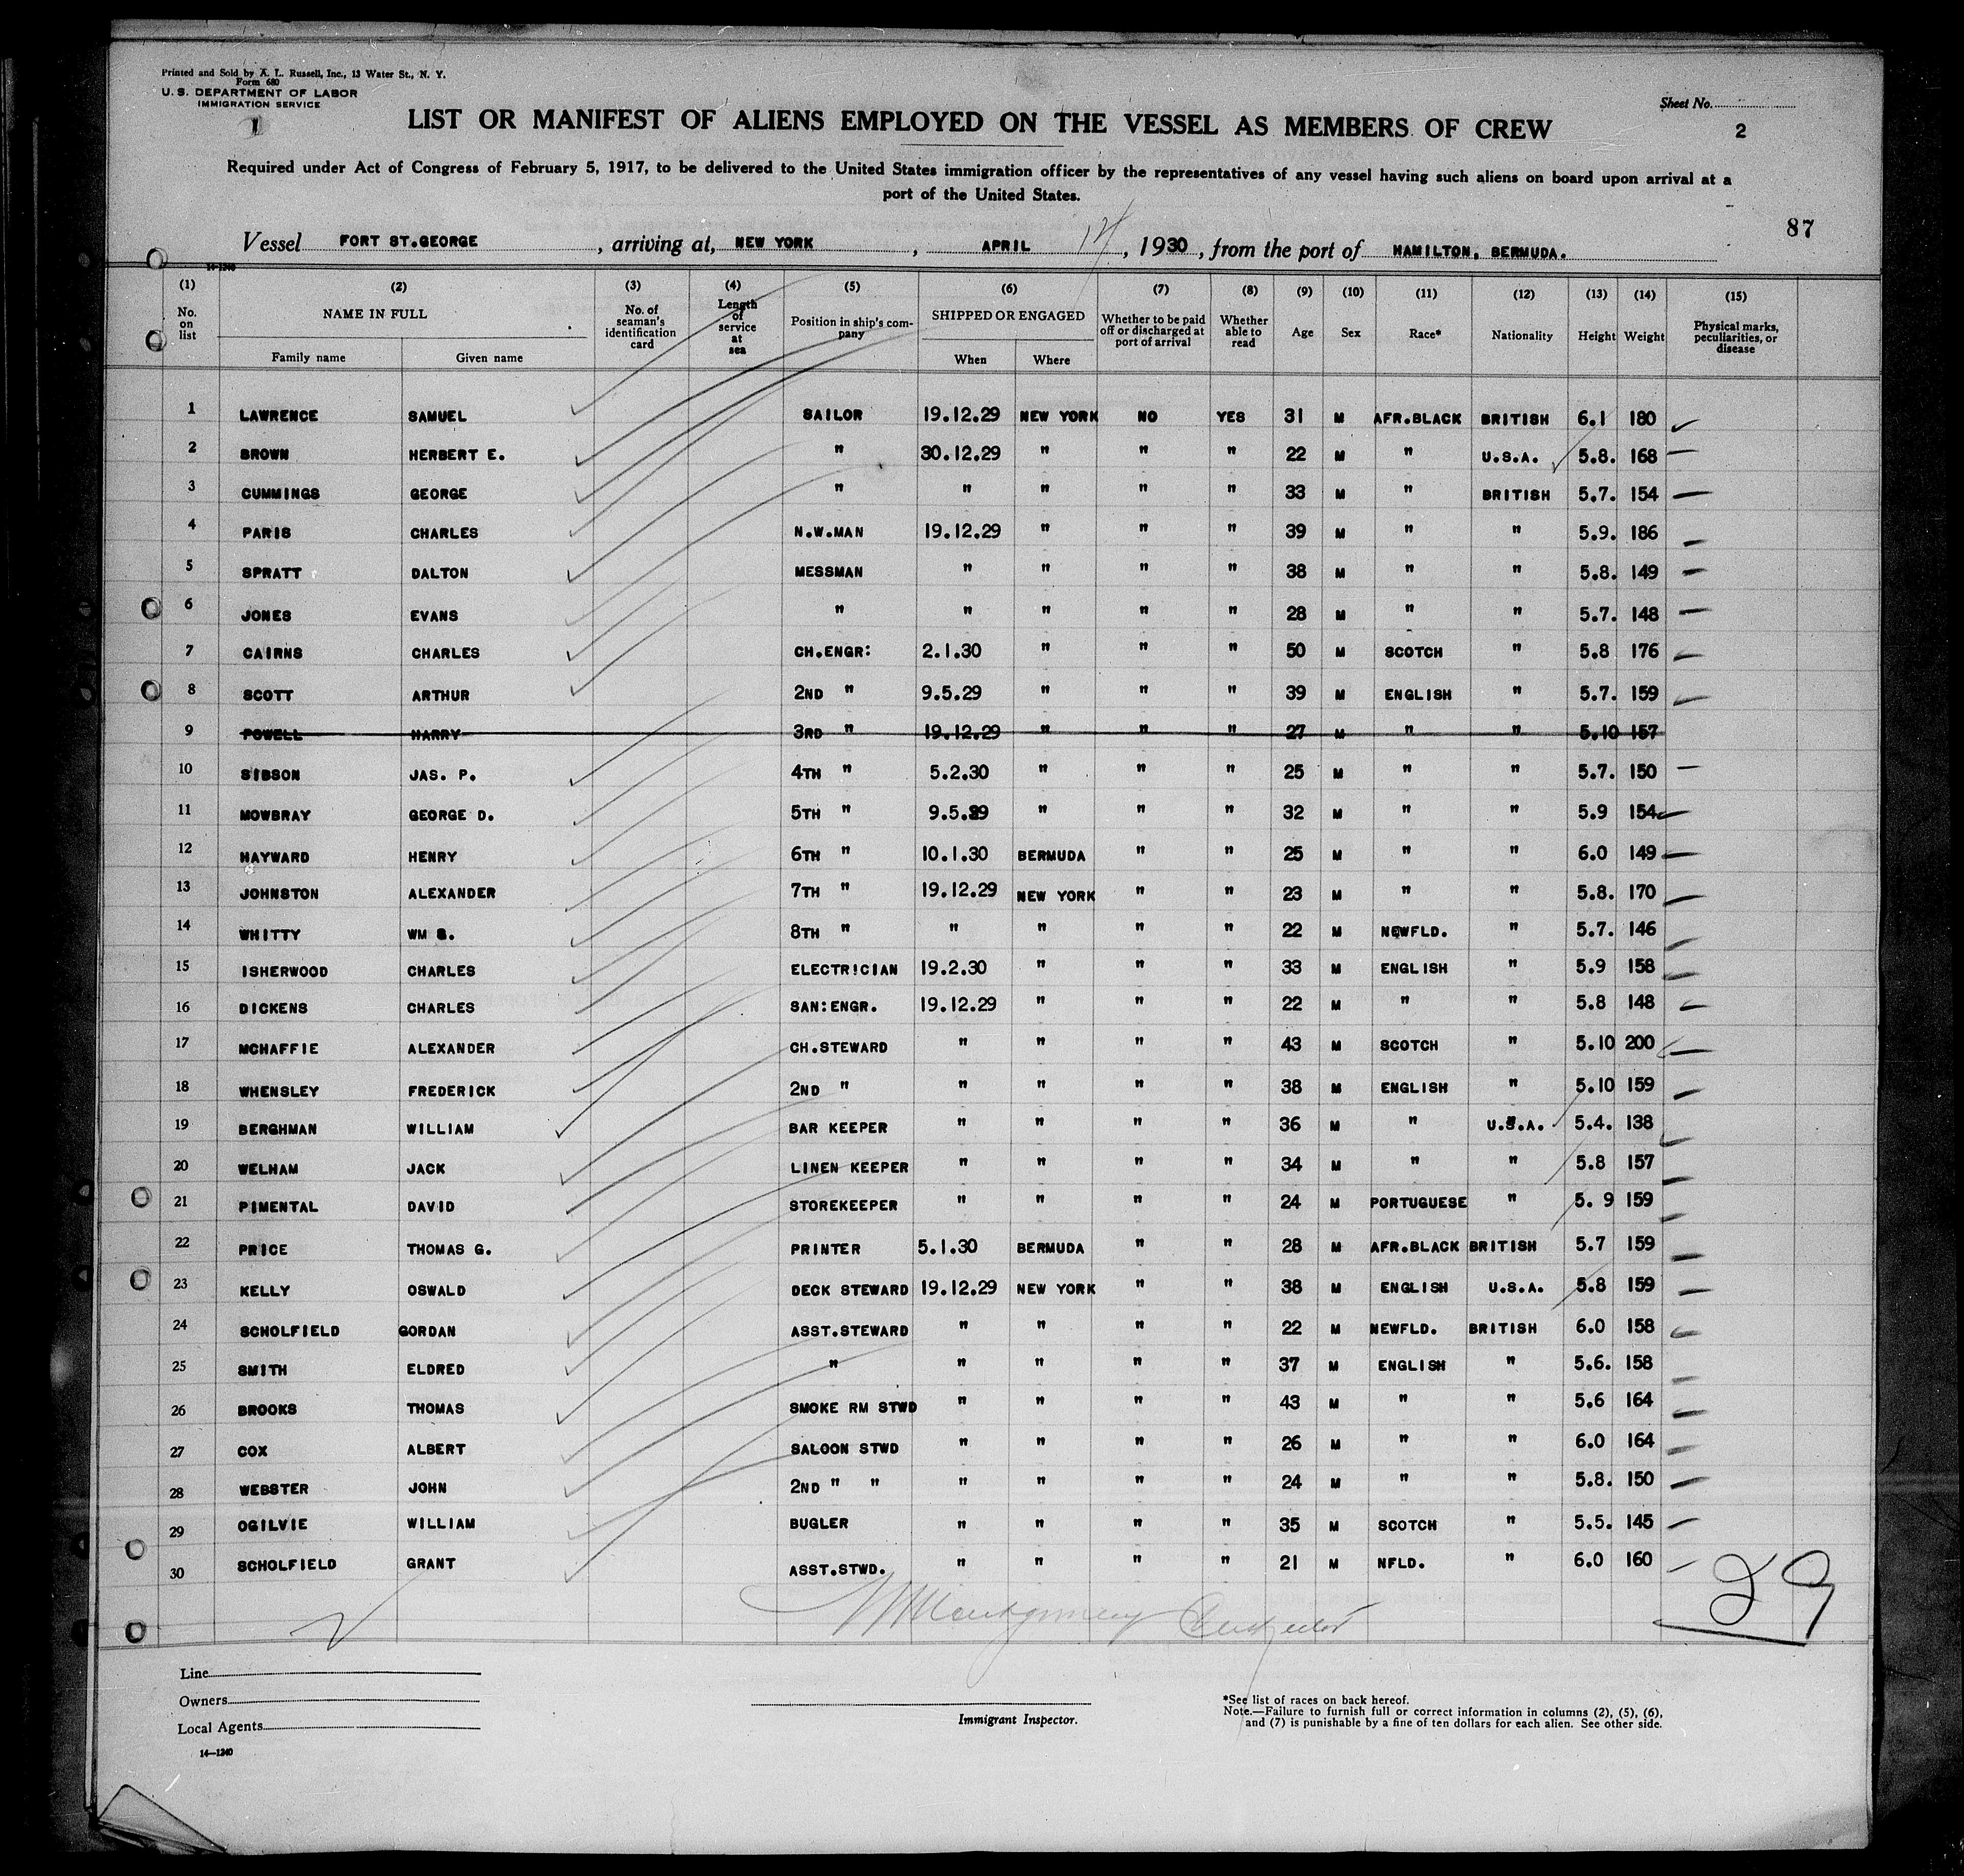 Printed and Sold by A. L. Russell, Inc., 13 Water St., N. Y.
Form 680
U. S. DEPARTMENT OF LABOR
IMMIGRATION SERVICE
1
Sheet No.
2
LIST OR MANIFEST OF ALIENS EMPLOYED ON THE VESSEL AS MEMBERS OF CREW
Required under Act of Congress of February 5, 1917, to be delivered to the United States immigration officer by the representatives of any vessel having such aliens on board upon arrival at a
port of the United States.
87
Vessel FORT ST.GEORGE, arriving at, NEW YORK, APRIL 14, 1930, from the port of HAMILTON, BERMUDA.
14-1240
(1) (2) (3) (4) (5) (6) (7) (8) (9) (10) (11) (12) (13) (14) (15)
No. on list NAME IN FULL Family name Given name No. of seaman's identification card Length of service at sea Position in ship's company SHIPPED OR ENGAGED When Where Whether to be paid off or discharged at port of arrival Whether able to read Age Sex Race* Nationality Height Weight Physical marks, peculiarities, or disease
1 LAWRENCE SAMUEL SAILOR 19.12.29 NEW YORK NO YES 31 M AFR.BLACK BRITISH 6.1 180
2 BROWN HERBERT E. " 30.12.29 " " " 22 M " U.S.A. 5.8. 168
3 CUMMINGS GEORGE " " " " " 33 M " BRITISH 5.7. 154
4 PARIS CHARLES N.W.MAN 19.12.29 " " " 39 M " " 5.9. 186
5 SPRATT DALTON MESSMAN " " " " 38 M " " 5.8. 149
6 JONES EVANS " " " " " 28 M " " 5.7. 148
7 CAIRNS CHARLES CH.ENGR: 2.1.30 " " " 50 M SCOTCH " 5.8 176
8 SCOTT ARTHUR 2ND " 9.5.29 " " " 39 M ENGLISH " 5.7. 159
9 POWELL HARRY 3RD " 19.12.29 " " " 27 M " " 5.10 157
10 SIBSON JAS. P. 4TH " 5.2.30 " " " 25 M " " 5.7. 150
11 MOWBRAY GEORGE D. 5TH " 9.5.29 " " " 32 M " " 5.9 154
12 HAYWARD HENRY 6TH " 10.1.30 BERMUDA " " 25 M " " 6.0 149
13 JOHNSTON ALEXANDER 7TH " 19.12.29 NEW YORK " " 23 M " " 5.8. 170
14 WHITTY WM S. 8TH " " " " " 22 M NEWFLD. " 5.7. 146
15 ISHERWOOD CHARLES ELECTRICIAN 19.2.30 " " " 33 M ENGLISH " 5.9 158
16 DICKENS CHARLES SAN:ENGR. 19.12.29 " " " 22 M " " 5.8 148
17 MCHAFFIE ALEXANDER CH.STEWARD " " " " 43 M SCOTCH " 5.10 200
18 WHENSLEY FREDERICK 2ND " " " " " 38 M ENGLISH " 5.10 159
19 BERGHMAN WILLIAM BAR KEEPER " " " " 36 M " U.S.A. 5.4. 138
20 WELHAM JACK LINEN KEEPER " " " " 34 M " " 5.8 157
21 PIMENTAL DAVID STOREKEEPER " " " " 24 M PORTUGUESE " 5. 9 159
22 PRICE THOMAS G. PRINTER 5.1.30 BERMUDA " " 28 M AFR.BLACK BRITISH 5.7 159
23 KELLY OSWALD DECK STEWARD 19.12.29 NEW YORK " " 38 M ENGLISH U.S.A. 5.8 159
24 SCHOLFIELD GORDAN ASST.STEWARD " " " " 22 M NEWFLD. BRITISH 6.0 158
25 SMITH ELDRED " " " " " 37 M ENGLISH " 5.6. 158
26 BROOKS THOMAS SMOKE RM STWD " " " " 43 M " " 5.6 164
27 COX ALBERT SALOON STWD " " " " 26 M " " 6.0 164
28 WEBSTER JOHN 2ND " " " " " " 24 M " " 5.8. 150
29 OGILVIE WILLIAM BUGLER " " " " 35 M SCOTCH " 5.5. 145
30 SCHOLFIELD GRANT ASST.STWD. " " " " 21 M NFLD. " 6.0 160
29
Montgomery
Line
Owners
Local Agents
Immigrant Inspector.
*See list of races on back hereof.
Note.—Failure to furnish full or correct information in columns (2), (5), (6),
and (7) is punishable by a fine of ten dollars for each alien. See other side.
14—1240